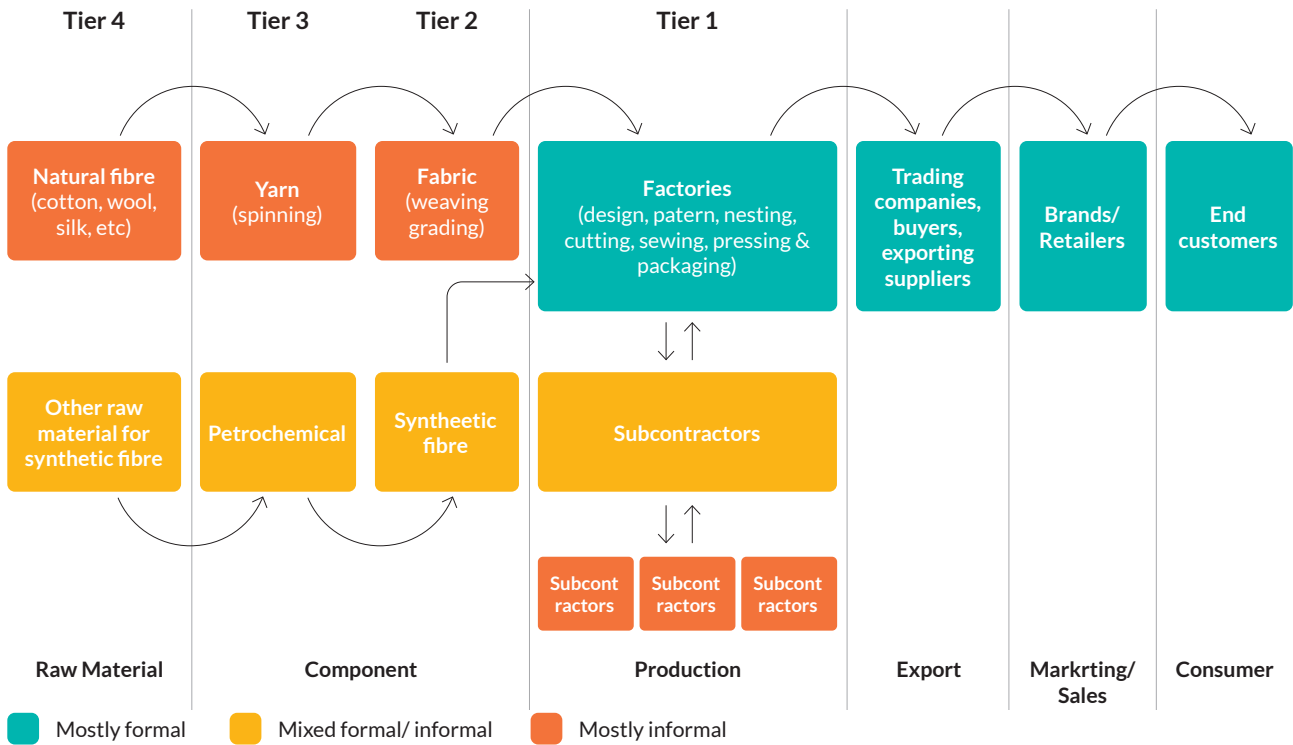 Tier 4
Tier 3
Tier 2
Tier 1
Natural fibre
(cotton, wool,
silk, etc)
Yarn
(spinning)
Fabric
(weaving
grading)
Factories
(design, patern, nesting,
cutting, sewing, pressing &
packaging)
Trading
companies,
buyers,
exporting
suppliers
Brands/
Retailers
End
customers
Other raw
material for
synthetic fibre
Petrochemical
Syntheetic
fibre
Subcontractors
Subcont
ractors
Subcont
ractors
Subcont
ractors
Raw Material
Component
Production
Export
Markrting/
Sales
Consumer
Mostly formal
Mixed formal/ informal
Mostly informal